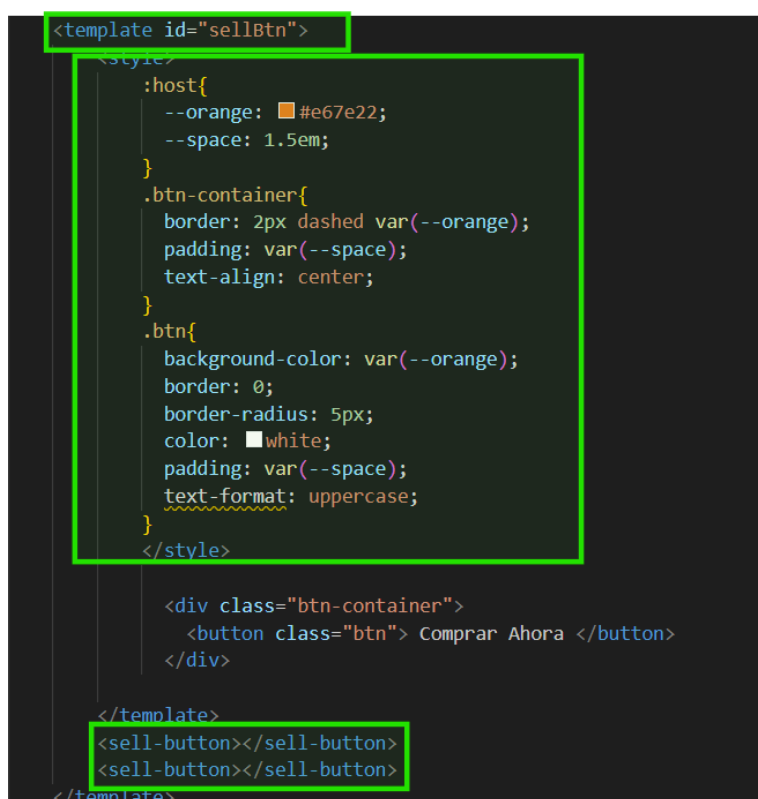 <template id="sellBtn">
<style>
:host{
--orange: #e67e22;
--space: 1.5em;
}
.btn-container{
border: 2px dashed var(--orange);
padding: var(--space);
text-align: center;
}
.btn{
background-color: var(--orange);
border: 0;
border-radius: 5px;
color: white;
padding: var(--space);
text-format: uppercase;
}
</style>
<div class="btn-container">
<button class="btn"> Comprar Ahora </button>
</div>
</template>
<sell-button></sell-button>
<sell-button></sell-button>
</template>